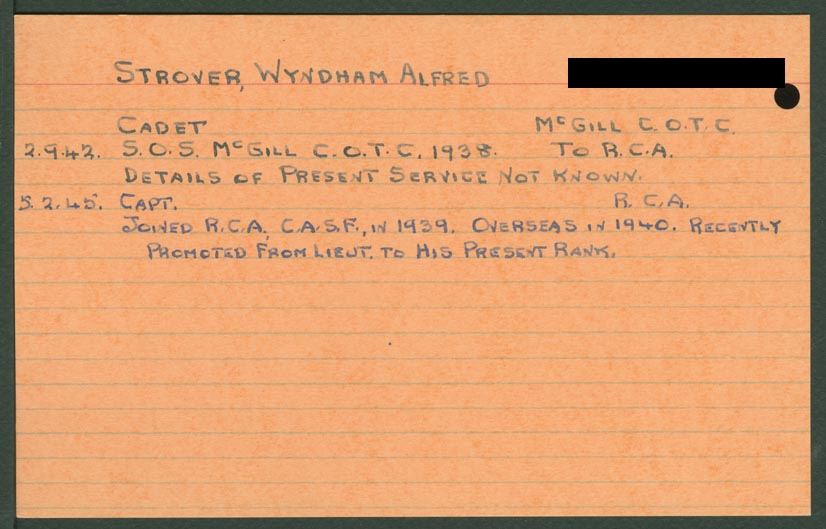 STROVER, WYNDHAM ALFRED
CADET McGILL C.O.T.C.
2.9.42. S.O.S. McGILL C.O.T.C. 1938. TO R.C.A.
DETAILS OF PRESENT SERVICE NOT KNOWN.
5.2.45. CAPT. R.C.A.
JOINED R.C.A. C.A.S.F., IN 1939. OVERSEAS IN 1940. RECENTLY
PROMOTED FROM LIEUT. TO HIS PRESENT RANK.